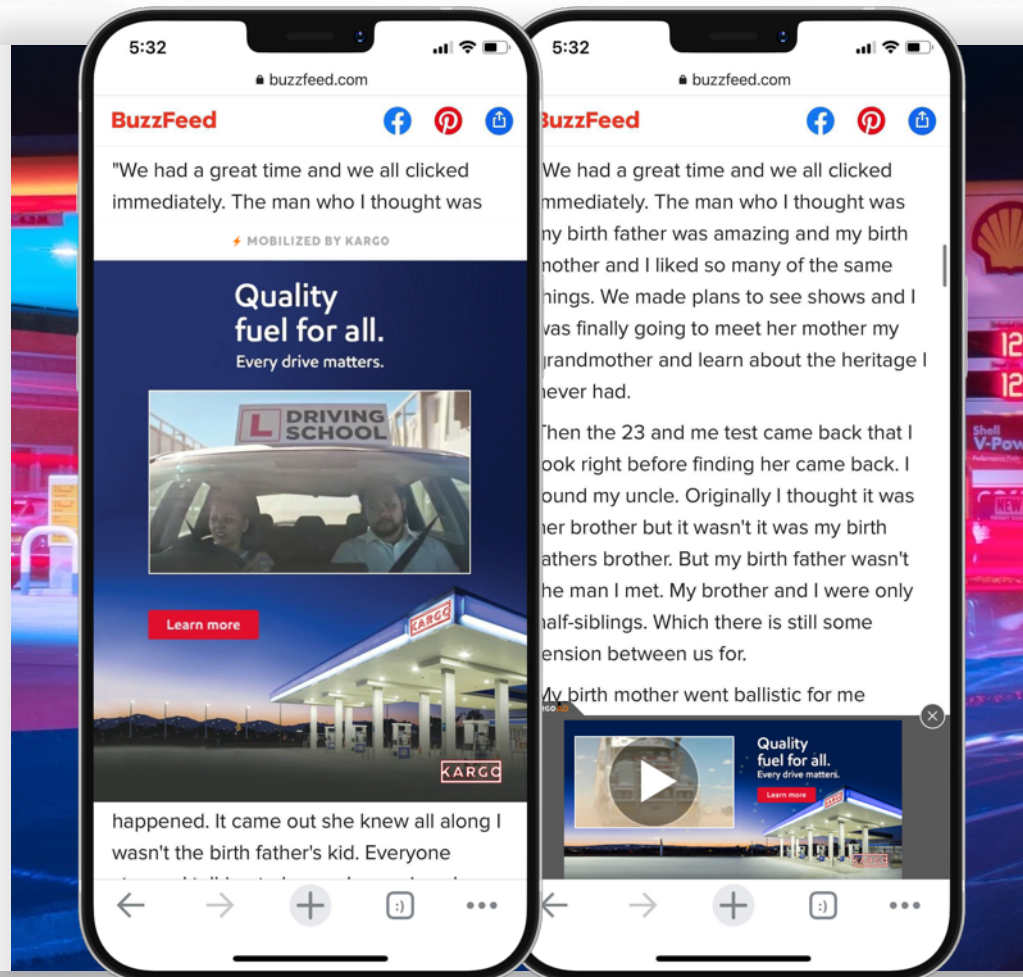 5:32
buzzfeed.com
BuzzFeed
"We had a great time and we all clicked
immediately. The man who I thought was
MOBILIZED BY KARGO
Quality
fuel for all.
Every drive matters.
L DRIVING
SCHOOL
Learn more
KARGO
KARGO
happened. It came out she knew all along I
wasn't the birth father's kid. Everyone
:)
5:32
buzzfeed.com
BuzzFeed
We had a great time and we all clicked
mmediately. The man who I thought was
my birth father was amazing and my birth
mother and I liked so many of the same
hings. We made plans to see shows and I
was finally going to meet her mother my
grandmother and learn about the heritage I
never had.
Then the 23 and me test came back that I
ook right before finding her came back. I
ound my uncle. Originally I thought it was
her brother but it wasn't it was my birth
athers brother. But my birth father wasn't
he man I met. My brother and I were only
half-siblings. Which there is still some
ension between us for.
My birth mother went ballistic for me
Quality
fuel for all.
Every drive matters.
Learn more
KARGO
KARGO
:)
12
12
Shell
V-Pow
NEW